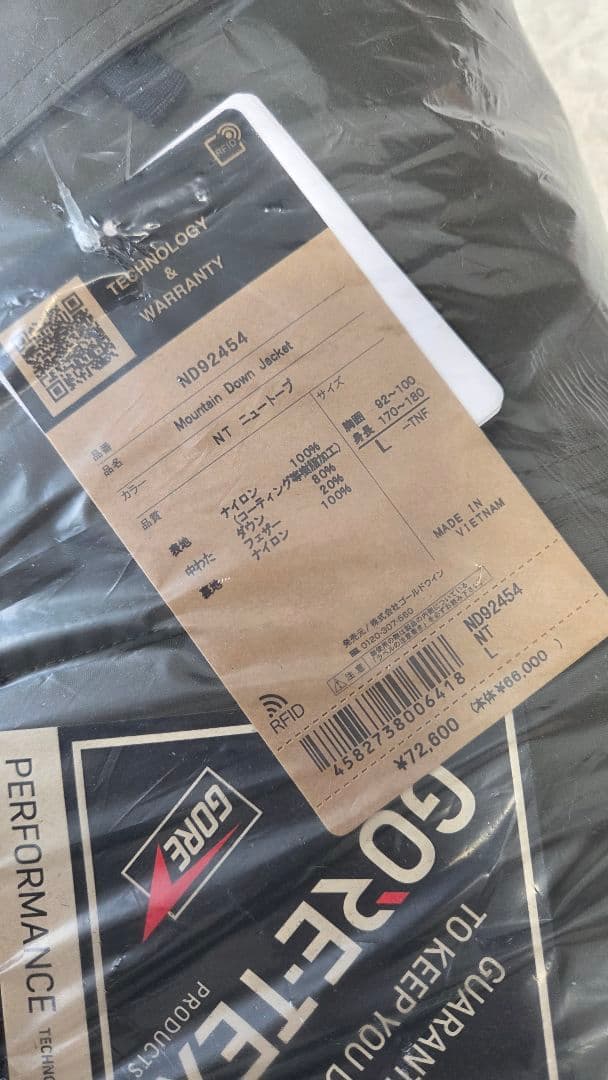 RFID
TECHNOLOGY
&
WARRANTY
品番 ND92454
品名 Mountain Down Jacket
カラー NT ニュートープ
サイズ
胸囲 92~100
身長 170~180
L -TNF
品質
表地 ナイロン 100%
(コーティング等樹脂加工)
中わた ダウン 80%
フェザー 20%
裏地 ナイロン 100%
MADE IN
VIETNAM
発売元/株式会社ゴールドウイン
☎0120-307-560
注意
RFID
4582738006418
ND92454
NT
L
¥72,600 (本体¥66,000)
GORE
GORE-TEX
PRODUCTS
PERFORMANCE
TO KEEP YOU D